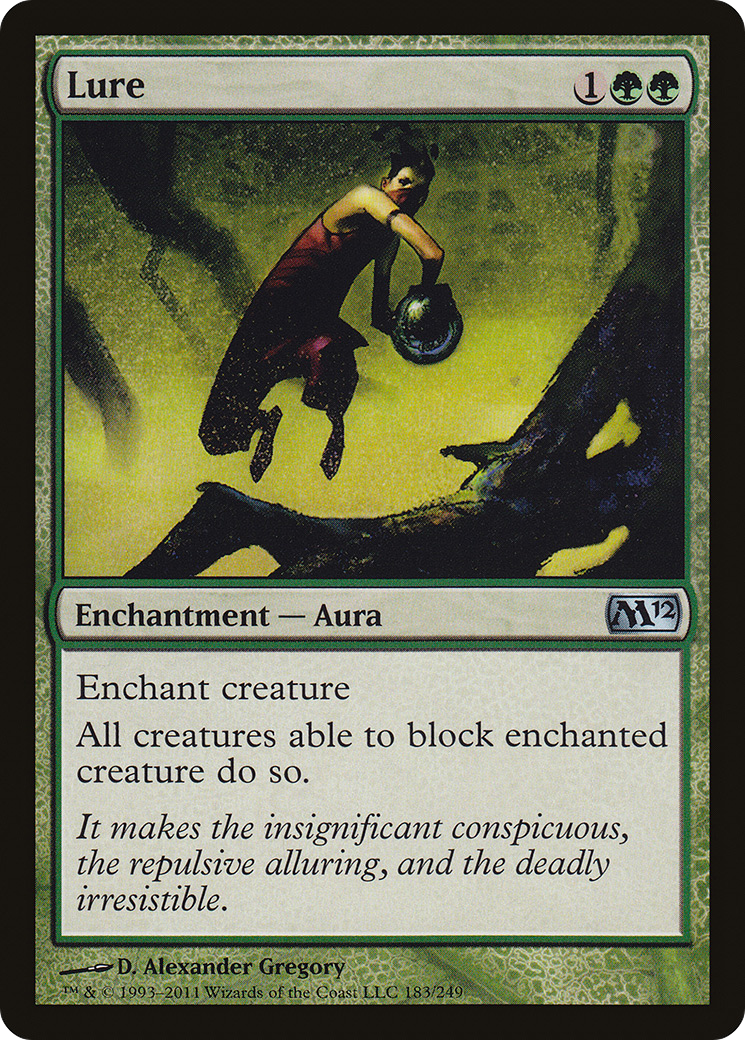 Lure 1
Enchantment — Aura M12
Enchant creature
All creatures able to block enchanted
creature do so.
It makes the insignificant conspicuous,
the repulsive alluring, and the deadly
irresistible.
D. Alexander Gregory
™ & © 1993–2011 Wizards of the Coast LLC 183/249